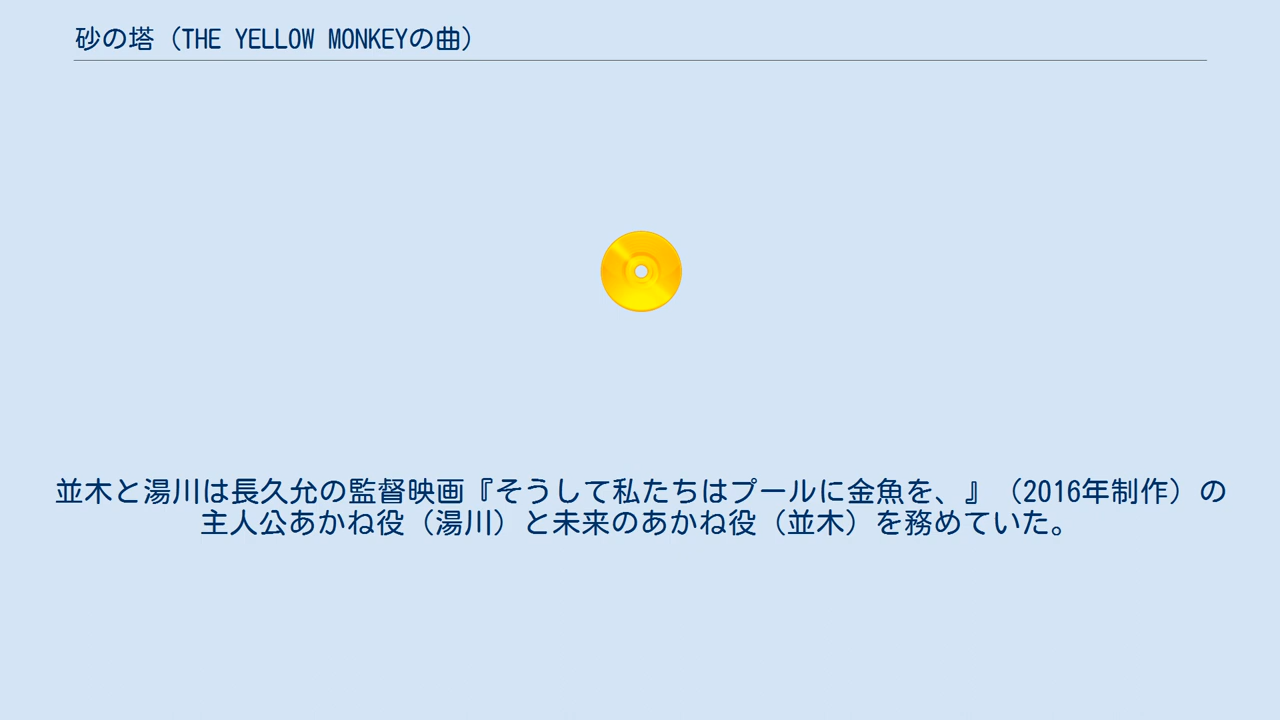 砂の塔（THE YELLOW MONKEYの曲）
並木と湯川は長久允の監督映画『そうして私たちはプールに金魚を、』（2016年制作）の
主人公あかね役（湯川）と未来のあかね役（並木）を務めていた。